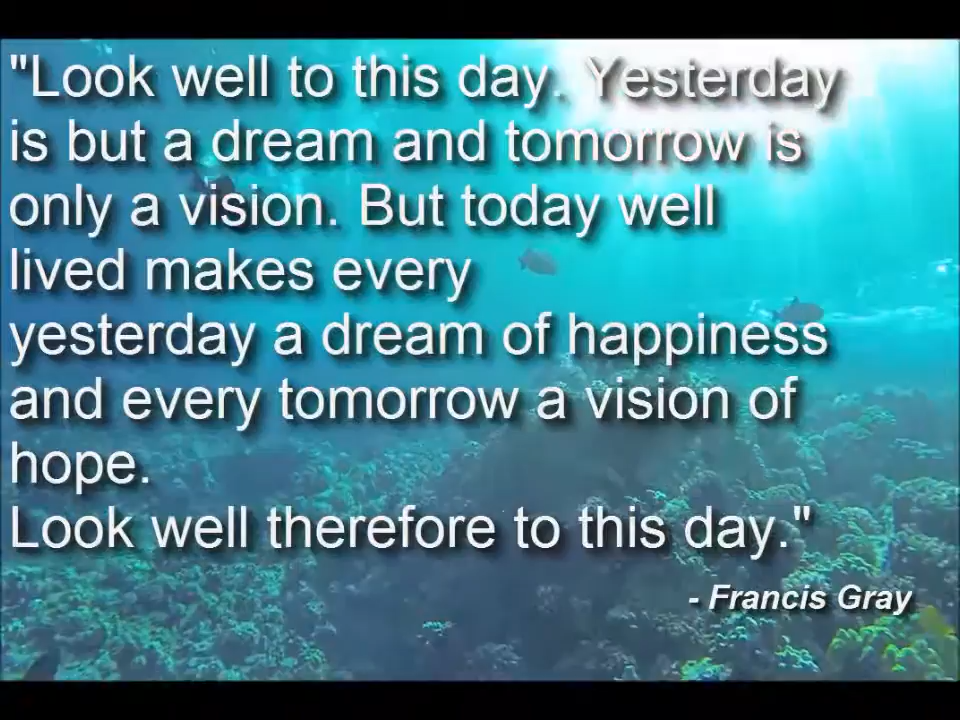 "Look well to this day. Yesterday
is but a dream and tomorrow is
only a vision. But today well
lived makes every
yesterday a dream of happiness
and every tomorrow a vision of
hope.
Look well therefore to this day."
- Francis Gray